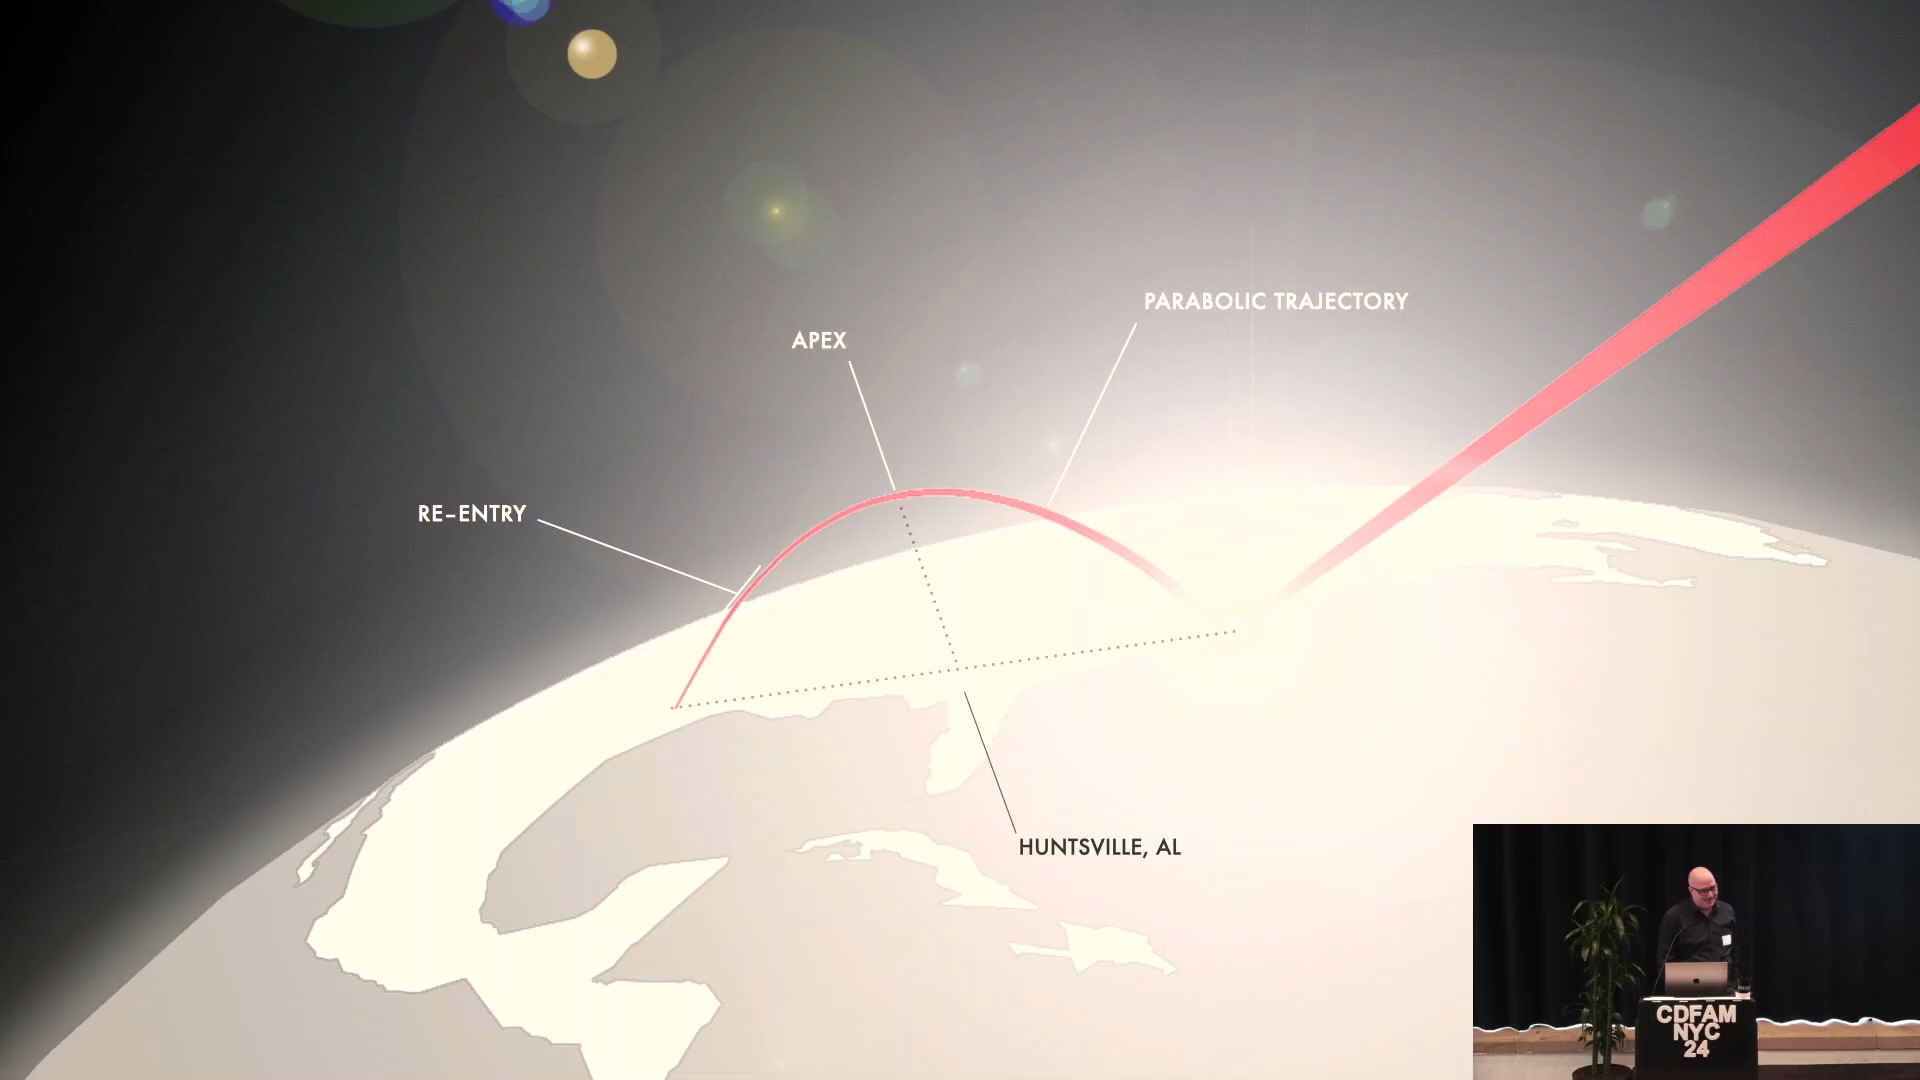 PARABOLIC TRAJECTORY
APEX
RE-ENTRY
HUNTSVILLE, AL
CDFAM
NYC
24